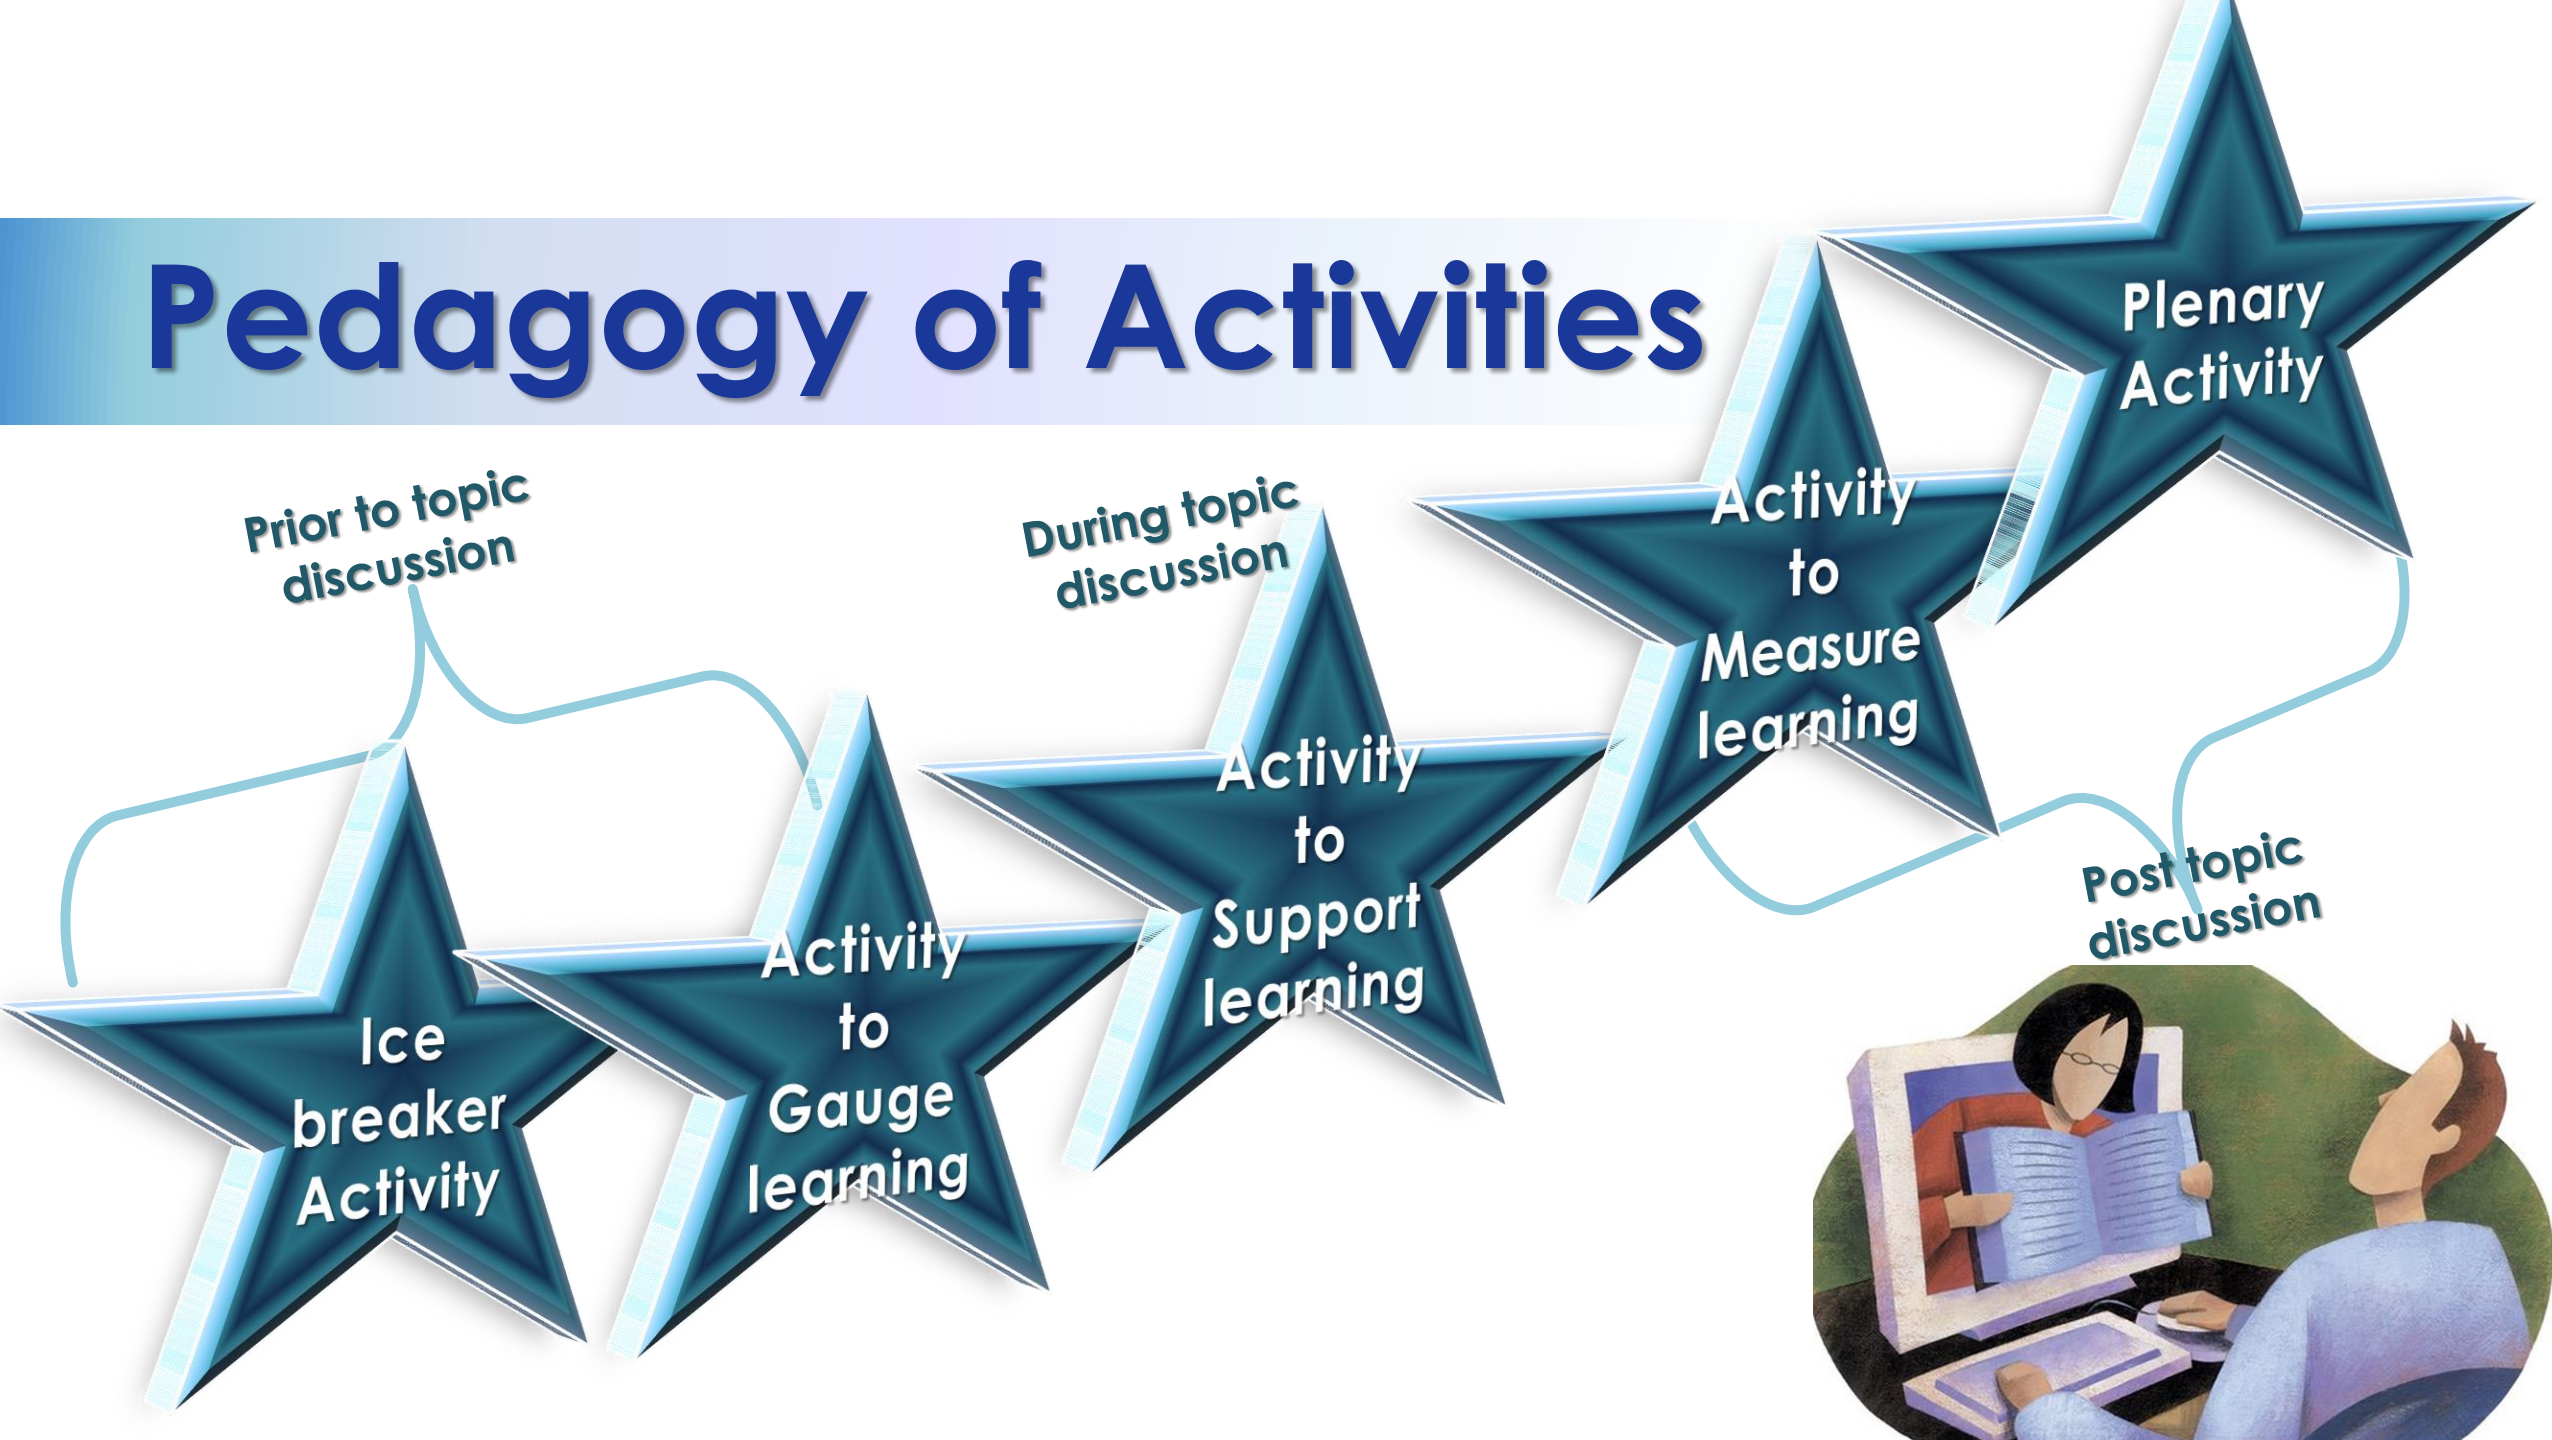 Pedagogy of Activities
Prior to topic
discussion
During topic
discussion
Post topic
discussion
Ice
breaker
Activity
Activity
to
Gauge
learning
Activity
to
Support
learning
Activity
to
Measure
learning
Plenary
Activity